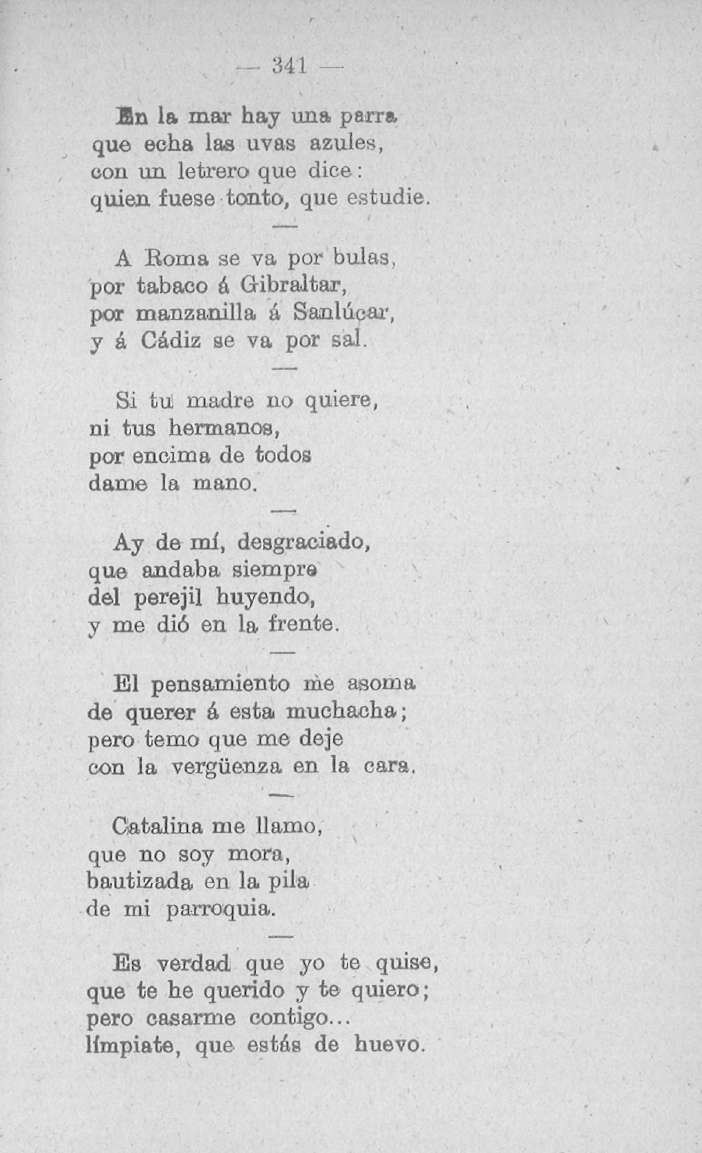 — 341 —
En la mar hay una parra
que echa las uvas azules,
con un letrero que dice:
quien fuese tonto, que estudie.
A Roma se va por bulas,
por tabaco á Gibraltar,
por manzanilla á Sanlúcar,
y á Cádiz se va por sal.
Si tu madre no quiere,
ni tus hermanos,
por encima de todos
dame la mano.
Ay de mí, desgraciado,
que andaba siempre
del perejil huyendo,
y me dió en la frente.
El pensamiento me asoma
de querer á esta muchacha;
pero temo que me deje
con la vergüenza en la cara.
Catalina me llamo,
que no soy mora,
bautizada en la pila
de mi parroquia.
Es verdad que yo te quise,
que te he querido y te quiero;
pero casarme contigo...
límpiate, que estás de huevo.